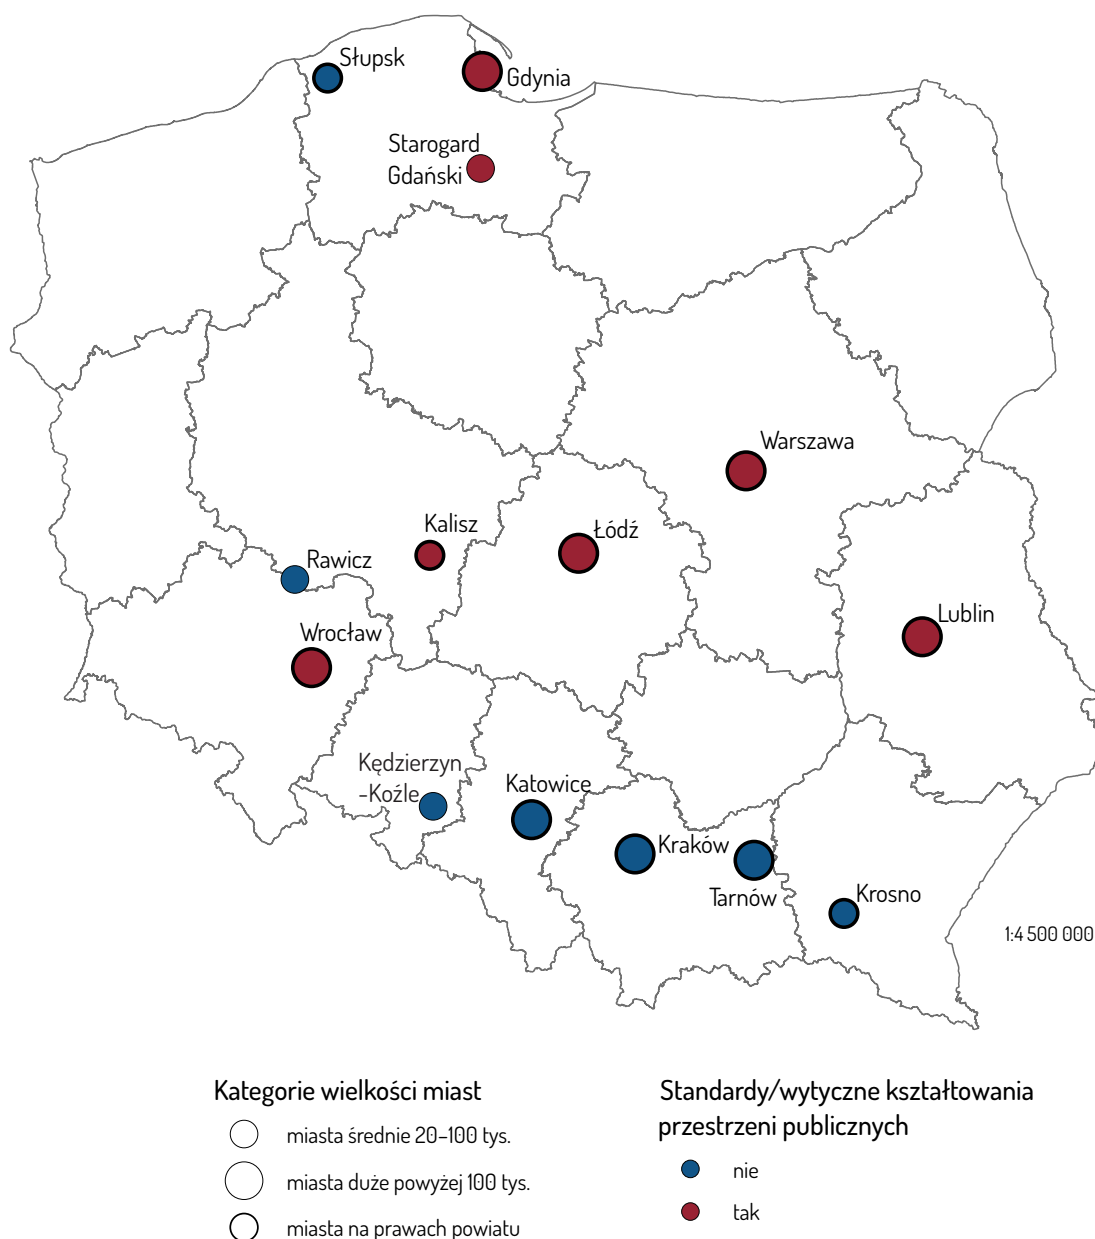 Słupsk
Gdynia
Starogard
Gdański
Warszawa
Kalisz
Łódź
Rawicz
Lublin
Wrocław
Kędzierzyn
-Koźle
Katowice
Kraków
Tarnów
Krosno
1:4 500 000
Kategorie wielkości miast
miasta średnie 20–100 tys.
miasta duże powyżej 100 tys.
miasta na prawach powiatu
Standardy/wytyczne kształtowania
przestrzeni publicznych
nie
tak